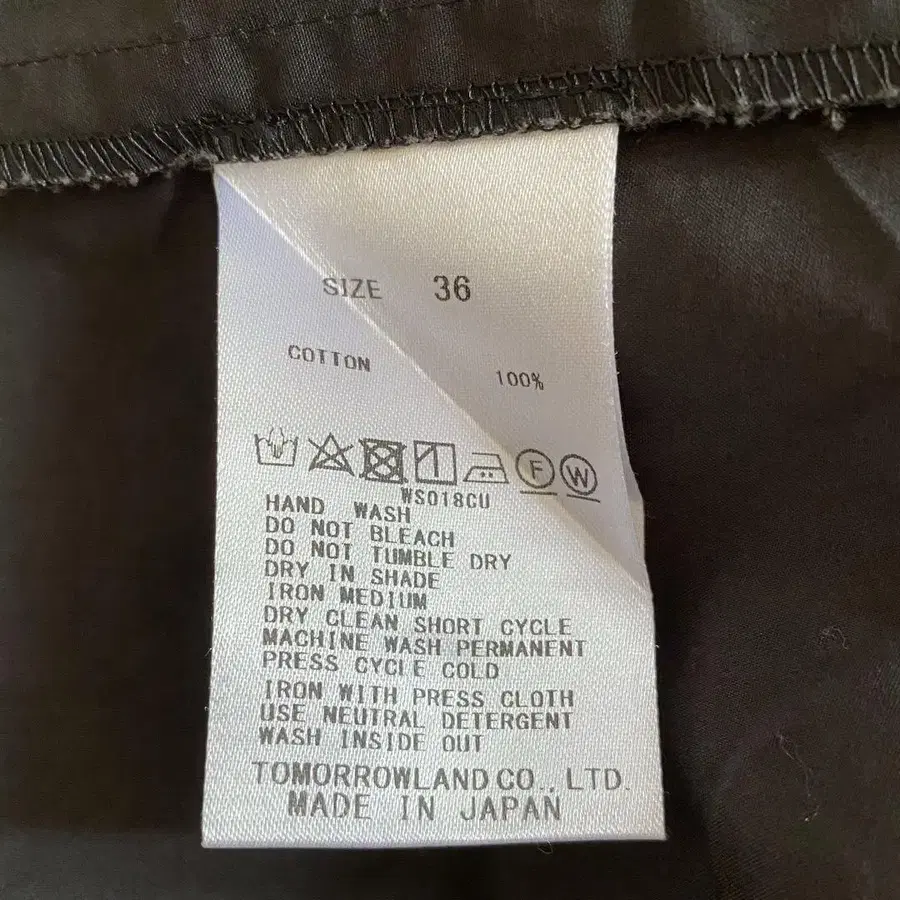 SIZE 36
COTTON 100%
F W
WS018CU
HAND WASH
DO NOT BLEACH
DO NOT TUMBLE DRY
DRY IN SHADE
IRON MEDIUM
DRY CLEAN SHORT CYCLE
MACHINE WASH PERMANENT
PRESS CYCLE COLD
IRON WITH PRESS CLOTH
USE NEUTRAL DETERGENT
WASH INSIDE OUT
TOMORROWLAND CO., LTD.
MADE IN JAPAN